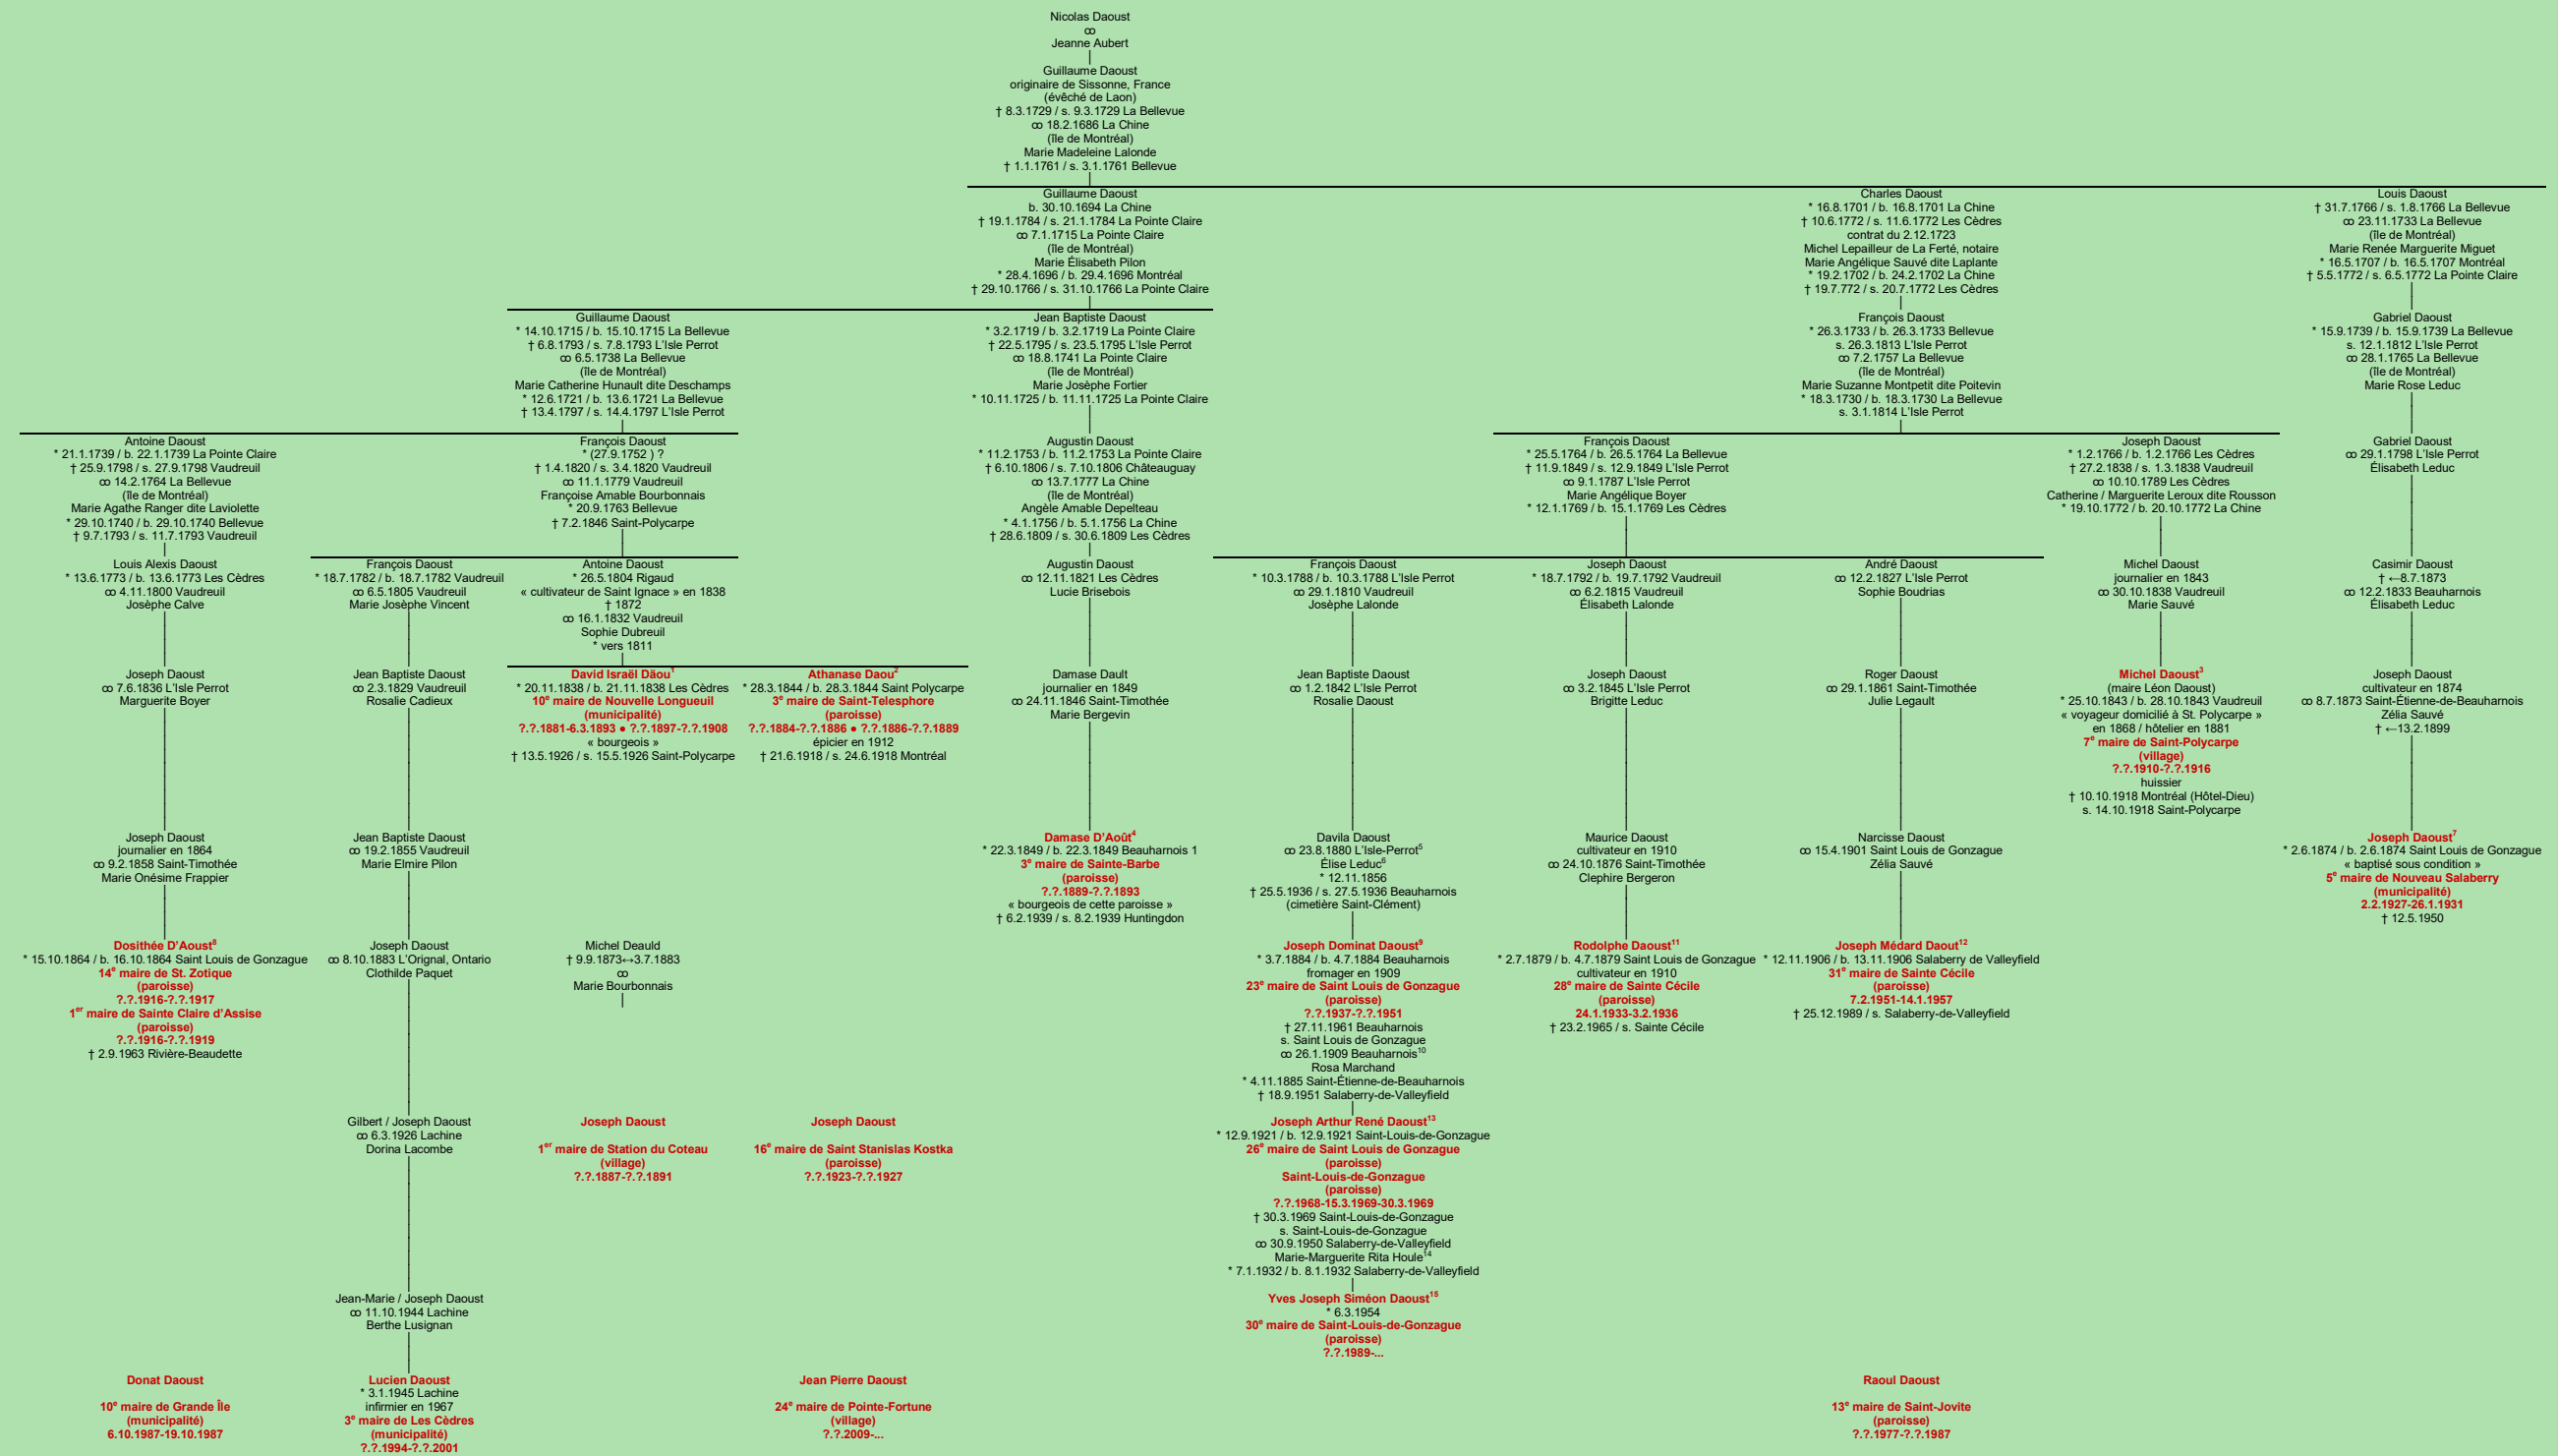 Nicolas Daoust
ꝏ
Jeanne Aubert
Guillaume Daoust
originaire de Sissonne, France
(évêché de Laon)
† 8.3.1729 / s. 9.3.1729 La Bellevue
ꝏ 18.2.1686 La Chine
(île de Montréal)
Marie Madeleine Lalonde
† 1.1.1761 / s. 3.1.1761 Bellevue
Guillaume Daoust
b. 30.10.1694 La Chine
† 19.1.1784 / s. 21.1.1784 La Pointe Claire
ꝏ 7.1.1715 La Pointe Claire
(île de Montréal)
Marie Élisabeth Pilon
* 28.4.1696 / b. 29.4.1696 Montréal
† 29.10.1766 / s. 31.10.1766 La Pointe Claire
Charles Daoust
* 16.8.1701 / b. 16.8.1701 La Chine
† 10.6.1772 / s. 11.6.1772 Les Cèdres
contrat du 2.12.1723
Michel Lepailleur de La Ferté, notaire
Marie Angélique Sauvé dite Laplante
* 19.2.1702 / b. 24.2.1702 La Chine
† 19.7.772 / s. 20.7.1772 Les Cèdres
Louis Daoust
† 31.7.1766 / s. 1.8.1766 La Bellevue
ꝏ 23.11.1733 La Bellevue
(île de Montréal)
Marie Renée Marguerite Miguet
* 16.5.1707 / b. 16.5.1707 Montréal
† 5.5.1772 / s. 6.5.1772 La Pointe Claire
Guillaume Daoust
* 14.10.1715 / b. 15.10.1715 La Bellevue
† 6.8.1793 / s. 7.8.1793 L'Isle Perrot
ꝏ 6.5.1738 La Bellevue
(île de Montréal)
Marie Catherine Hunault dite Deschamps
* 12.6.1721 / b. 13.6.1721 La Bellevue
† 13.4.1797 / s. 14.4.1797 L'Isle Perrot
Jean Baptiste Daoust
* 3.2.1719 / b. 3.2.1719 La Pointe Claire
† 22.5.1795 / s. 23.5.1795 L'Isle Perrot
ꝏ 18.8.1741 La Pointe Claire
(île de Montréal)
Marie Josèphe Fortier
* 10.11.1725 / b. 11.11.1725 La Pointe Claire
François Daoust
* 26.3.1733 / b. 26.3.1733 Bellevue
s. 26.3.1813 L'Isle Perrot
ꝏ 7.2.1757 La Bellevue
(île de Montréal)
Marie Suzanne Montpetit dite Poitevin
* 18.3.1730 / b. 18.3.1730 La Bellevue
s. 3.1.1814 L'Isle Perrot
Gabriel Daoust
* 15.9.1739 / b. 15.9.1739 La Bellevue
s. 12.1.1812 L'Isle Perrot
ꝏ 28.1.1765 La Bellevue
(île de Montréal)
Marie Rose Leduc
Antoine Daoust
* 21.1.1739 / b. 22.1.1739 La Pointe Claire
† 25.9.1798 / s. 27.9.1798 Vaudreuil
ꝏ 14.2.1764 La Bellevue
(île de Montréal)
Marie Agathe Ranger dite Laviolette
* 29.10.1740 / b. 29.10.1740 Bellevue
† 9.7.1793 / s. 11.7.1793 Vaudreuil
François Daoust
* (27.9.1752 ) ?
† 1.4.1820 / s. 3.4.1820 Vaudreuil
ꝏ 11.1.1779 Vaudreuil
Françoise Amable Bourbonnais
* 20.9.1763 Bellevue
† 7.2.1846 Saint-Polycarpe
Augustin Daoust
* 11.2.1753 / b. 11.2.1753 La Pointe Claire
† 6.10.1806 / s. 7.10.1806 Châteauguay
ꝏ 13.7.1777 La Chine
(île de Montréal)
Angèle Amable Depelteau
* 4.1.1756 / b. 5.1.1756 La Chine
† 28.6.1809 / s. 30.6.1809 Les Cèdres
François Daoust
* 25.5.1764 / b. 26.5.1764 La Bellevue
† 11.9.1849 / s. 12.9.1849 L'Isle Perrot
ꝏ 9.1.1787 L'Isle Perrot
Marie Angélique Boyer
* 12.1.1769 / b. 15.1.1769 Les Cèdres
Joseph Daoust
* 1.2.1766 / b. 1.2.1766 Les Cèdres
† 27.2.1838 / s. 1.3.1838 Vaudreuil
ꝏ 10.10.1789 Les Cèdres
Catherine / Marguerite Leroux dite Rousson
* 19.10.1772 / b. 20.10.1772 La Chine
Gabriel Daoust
ꝏ 29.1.1798 L'Isle Perrot
Élisabeth Leduc
Louis Alexis Daoust
* 13.6.1773 / b. 13.6.1773 Les Cèdres
ꝏ 4.11.1800 Vaudreuil
Josèphe Calve
François Daoust
* 18.7.1782 / b. 18.7.1782 Vaudreuil
ꝏ 6.5.1805 Vaudreuil
Marie Josèphe Vincent
Antoine Daoust
* 26.5.1804 Rigaud
« cultivateur de Saint Ignace » en 1838
† 1872
ꝏ 16.1.1832 Vaudreuil
Sophie Dubreuil
* vers 1811
Augustin Daoust
ꝏ 12.11.1821 Les Cèdres
Lucie Brisebois
François Daoust
* 10.3.1788 / b. 10.3.1788 L'Isle Perrot
ꝏ 29.1.1810 Vaudreuil
Josèphe Lalonde
Joseph Daoust
* 18.7.1792 / b. 19.7.1792 Vaudreuil
ꝏ 6.2.1815 Vaudreuil
Élisabeth Lalonde
André Daoust
ꝏ 12.2.1827 L'Isle Perrot
Sophie Boudrias
Michel Daoust
journalier en 1843
ꝏ 30.10.1838 Vaudreuil
Marie Sauvé
Casimir Daoust
† ←8.7.1873
ꝏ 12.2.1833 Beauharnois
Élisabeth Leduc
Joseph Daoust
ꝏ 7.6.1836 L'Isle Perrot
Marguerite Boyer
Jean Baptiste Daoust
ꝏ 2.3.1829 Vaudreuil
Rosalie Cadieux
David Israël Däou¹
* 20.11.1838 / b. 21.11.1838 Les Cèdres
10e maire de Nouvelle Longueuil
(municipalité)
?.?.1881-6.3.1893 ● ?.?.1897-?.?.1908
« bourgeois »
† 13.5.1926 / s. 15.5.1926 Saint-Polycarpe
Athanase Daou²
* 28.3.1844 / b. 28.3.1844 Saint Polycarpe
3e maire de Saint-Telesphore
(paroisse)
?.?.1884-?.?.1886 ● ?.?.1886-?.?.1889
épicier en 1912
† 21.6.1918 / s. 24.6.1918 Montréal
Damase Dault
journalier en 1849
ꝏ 24.11.1846 Saint-Timothée
Marie Bergevin
Jean Baptiste Daoust
ꝏ 1.2.1842 L'Isle Perrot
Rosalie Daoust
Joseph Daoust
ꝏ 3.2.1845 L'Isle Perrot
Brigitte Leduc
Roger Daoust
ꝏ 29.1.1861 Saint-Timothée
Julie Legault
Michel Daoust³
(maire Léon Daoust)
* 25.10.1843 / b. 28.10.1843 Vaudreuil
« voyageur domicilié à St. Polycarpe »
en 1868 / hôtelier en 1881
7e maire de Saint-Polycarpe
(village)
?.?.1910-?.?.1916
huissier
† 10.10.1918 Montréal (Hôtel-Dieu)
s. 14.10.1918 Saint-Polycarpe
Joseph Daoust
cultivateur en 1874
ꝏ 8.7.1873 Saint-Étienne-de-Beauharnois
Zélia Sauvé
† ←13.2.1899
Joseph Daoust
journalier en 1864
ꝏ 9.2.1858 Saint-Timothée
Marie Onésime Frappier
Jean Baptiste Daoust
ꝏ 19.2.1855 Vaudreuil
Marie Elmire Pilon
Damase D'Août⁴
* 22.3.1849 / b. 22.3.1849 Beauharnois 1
3e maire de Sainte-Barbe
(paroisse)
?.?.1889-?.?.1893
« bourgeois de cette paroisse »
† 6.2.1939 / s. 8.2.1939 Huntingdon
Davila Daoust
ꝏ 23.8.1880 L'Isle-Perrot⁵
Élise Leduc⁶
* 12.11.1856
† 25.5.1936 / s. 27.5.1936 Beauharnois
(cimetière Saint-Clément)
Maurice Daoust
cultivateur en 1910
ꝏ 24.10.1876 Saint-Timothée
Clephire Bergeron
Narcisse Daoust
ꝏ 15.4.1901 Saint Louis de Gonzague
Zélia Sauvé
Joseph Daoust⁷
* 2.6.1874 / b. 2.6.1874 Saint Louis de Gonzague
« baptisé sous condition »
5e maire de Nouveau Salaberry
(municipalité)
2.2.1927-26.1.1931
† 12.5.1950
Dosithée D'Aoust⁸
* 15.10.1864 / b. 16.10.1864 Saint Louis de Gonzague
14e maire de St. Zotique
(paroisse)
?.?.1916-?.?.1917
1er maire de Sainte Claire d'Assise
(paroisse)
?.?.1916-?.?.1919
† 2.9.1963 Rivière-Beaudette
Joseph Daoust
ꝏ 8.10.1883 L'Orignal, Ontario
Clothilde Paquet
Michel Deauld
† 9.9.1873↔3.7.1883
ꝏ
Marie Bourbonnais
Joseph Dominat Daoust⁹
* 3.7.1884 / b. 4.7.1884 Beauharnois
fromager en 1909
23e maire de Saint Louis de Gonzague
(paroisse)
?.?.1937-?.?.1951
† 27.11.1961 Beauharnois
s. Saint Louis de Gonzague
ꝏ 26.1.1909 Beauharnois¹⁰
Rosa Marchand
* 4.11.1885 Saint-Étienne-de-Beauharnois
† 18.9.1951 Salaberry-de-Valleyfield
Rodolphe Daoust¹¹
* 2.7.1879 / b. 4.7.1879 Saint Louis de Gonzague
cultivateur en 1910
28e maire de Sainte Cécile
(paroisse)
24.1.1933-3.2.1936
† 23.2.1965 / s. Sainte Cécile
Joseph Médard Daout¹²
* 12.11.1906 / b. 13.11.1906 Salaberry de Valleyfield
31e maire de Sainte Cécile
(paroisse)
7.2.1951-14.1.1957
† 25.12.1989 / s. Salaberry-de-Valleyfield
Gilbert / Joseph Daoust
ꝏ 6.3.1926 Lachine
Dorina Lacombe
Joseph Daoust
1er maire de Station du Coteau
(village)
?.?.1887-?.?.1891
Joseph Daoust
16e maire de Saint Stanislas Kostka
(paroisse)
?.?.1923-?.?.1927
Joseph Arthur René Daoust¹³
* 12.9.1921 / b. 12.9.1921 Saint-Louis-de-Gonzague
26e maire de Saint Louis de Gonzague
(paroisse)
Saint-Louis-de-Gonzague
(paroisse)
?.?.1968-15.3.1969-30.3.1969
† 30.3.1969 Saint-Louis-de-Gonzague
s. Saint-Louis-de-Gonzague
ꝏ 30.9.1950 Salaberry-de-Valleyfield
Marie-Marguerite Rita Houle¹⁴
* 7.1.1932 / b. 8.1.1932 Salaberry-de-Valleyfield
Jean-Marie / Joseph Daoust
ꝏ 11.10.1944 Lachine
Berthe Lusignan
Yves Joseph Siméon Daoust¹⁵
* 6.3.1954
30e maire de Saint-Louis-de-Gonzague
(paroisse)
?.?.1989-...
Donat Daoust
10e maire de Grande Île
(municipalité)
6.10.1987-19.10.1987
Lucien Daoust
* 3.1.1945 Lachine
infirmier en 1967
3e maire de Les Cèdres
(municipalité)
?.?.1994-?.?.2001
Jean Pierre Daoust
24e maire de Pointe-Fortune
(village)
?.?.2009-...
Raoul Daoust
13e maire de Saint-Jovite
(paroisse)
?.?.1977-?.?.1987